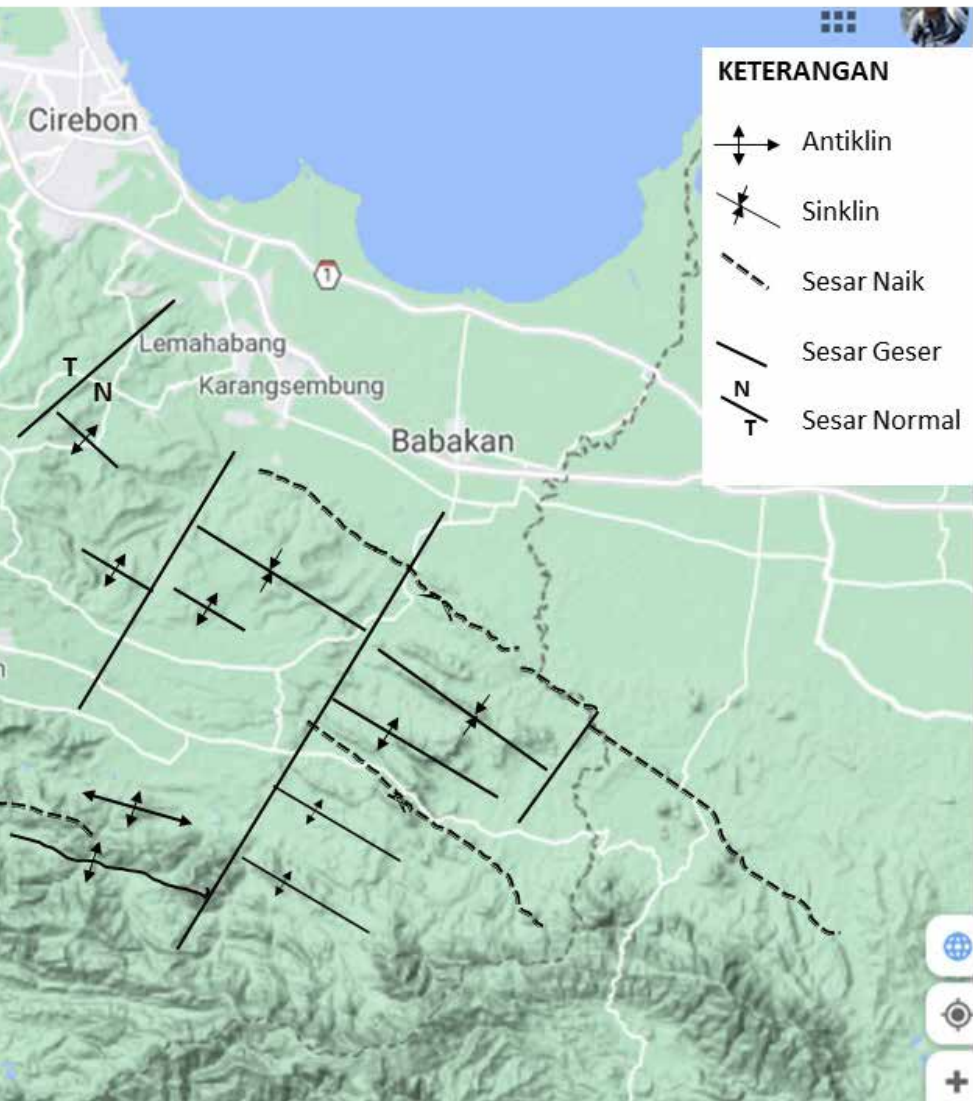 KETERANGAN
Antiklin
Sinklin
Sesar Naik
Sesar Geser
N
T
Sesar Normal
Cirebon
1
Lemahabang
T
N
Karangsembung
Babakan
n